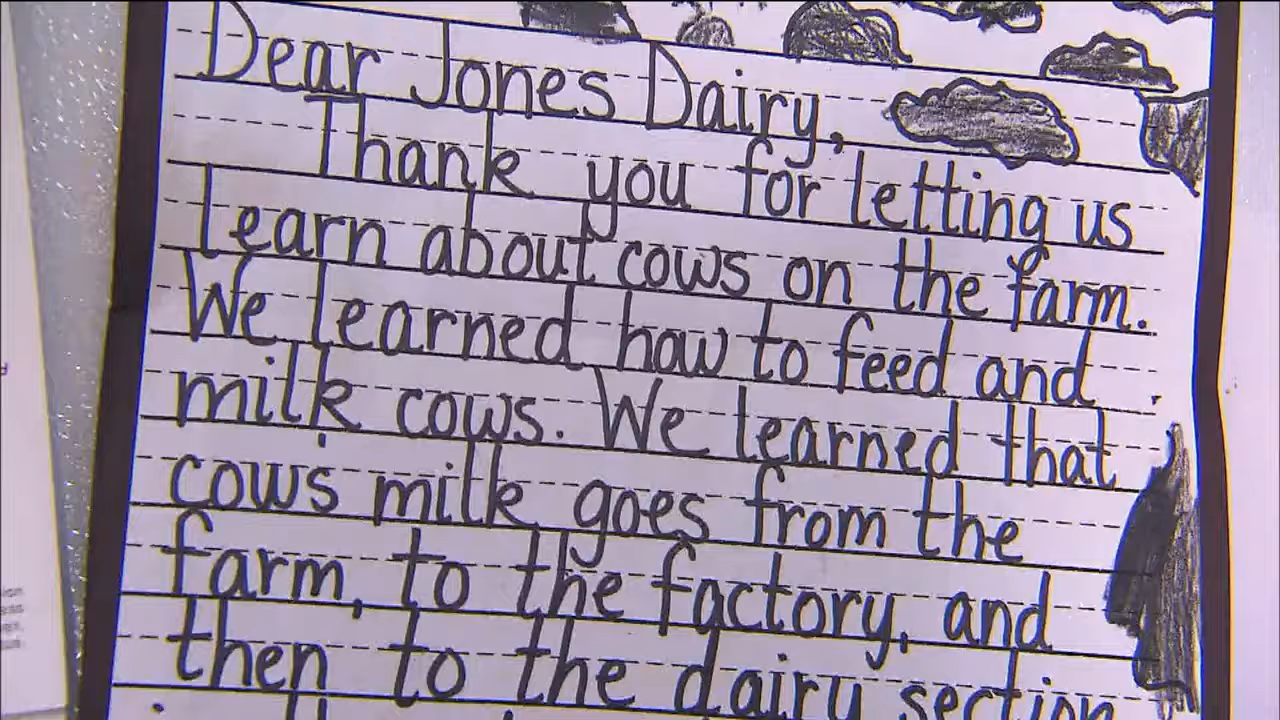 Dear Jones Dairy,
Thank you for letting us
learn about cows on the farm.
We learned how to feed and
milk cows. We learned that
cows milk goes from the
farm, to the factory, and
then to the dairy section